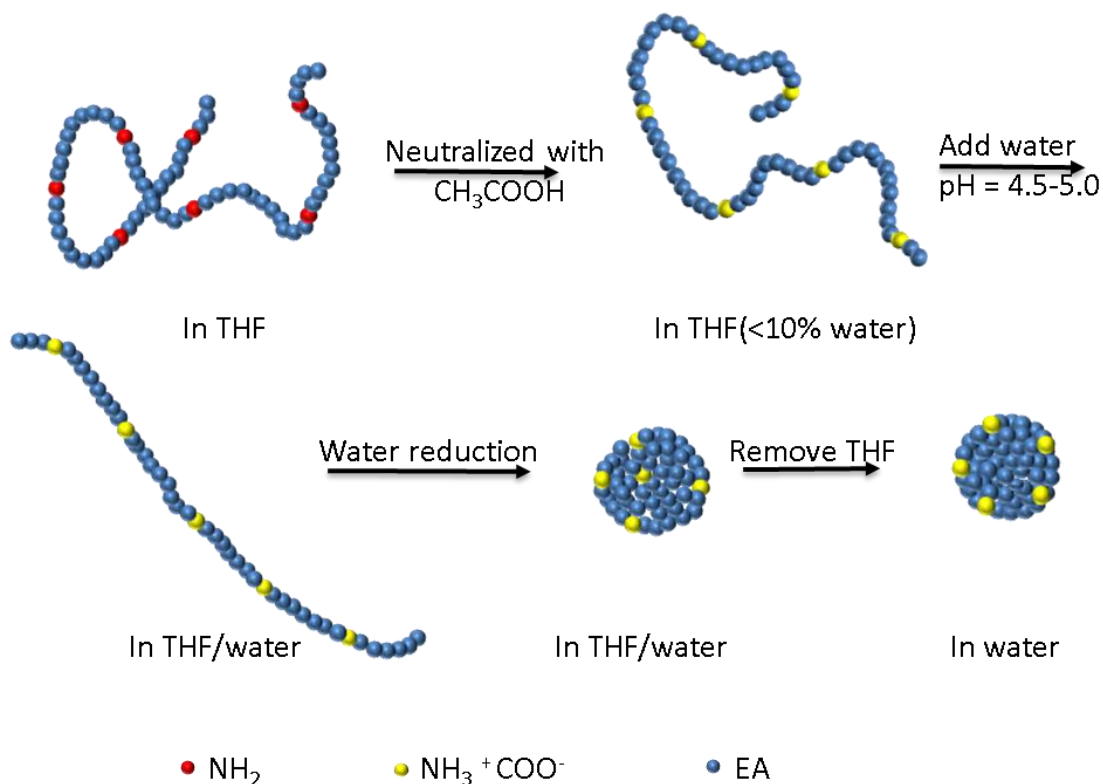 Neutralized with
CH₃COOH
Add water
pH = 4.5-5.0
In THF
In THF(<10% water)
Water reduction
Remove THF
In THF/water
In THF/water
In water
NH₂
NH₃⁺COO⁻
EA